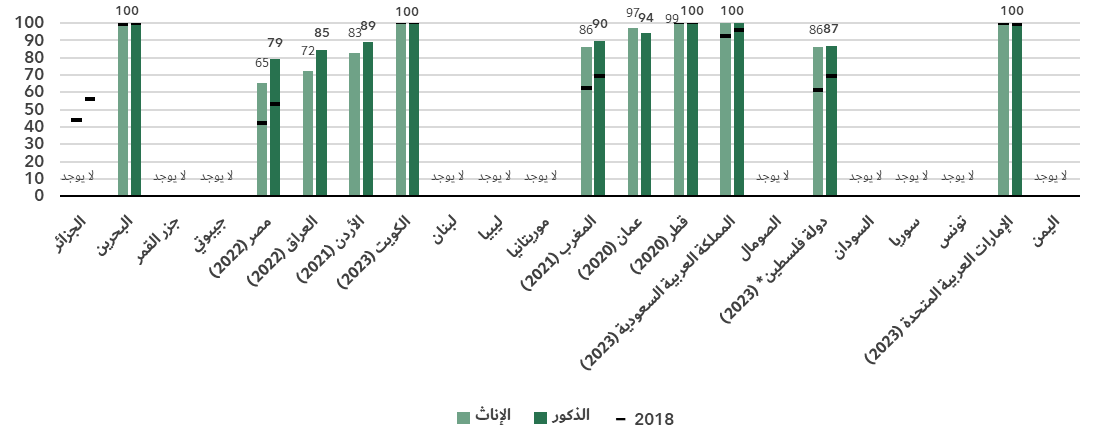 100 100 100 100 100
65 79 72 85 83 89 86 90 97 94 99 100 86 87
100
90
80
70
60
50
40
30
20
10
0
لا يوجد لا يوجد لا يوجد لا يوجد لا يوجد لا يوجد لا يوجد لا يوجد لا يوجد لا يوجد لا يوجد
الجزائر
البحرين
جزر القمر
جيبوتي
مصر (2022)
العراق (2022)
الأردن (2021)
الكويت (2023)
لبنان
ليبيا
موريتانيا
المغرب (2021)
عمان (2020)
قطر (2020)
المملكة العربية السعودية (2023)
الصومال
دولة فلسطين* (2023)
السودان
سوريا
تونس
الإمارات العربية المتحدة (2023)
اليمن
الإناث
الذكور
2018